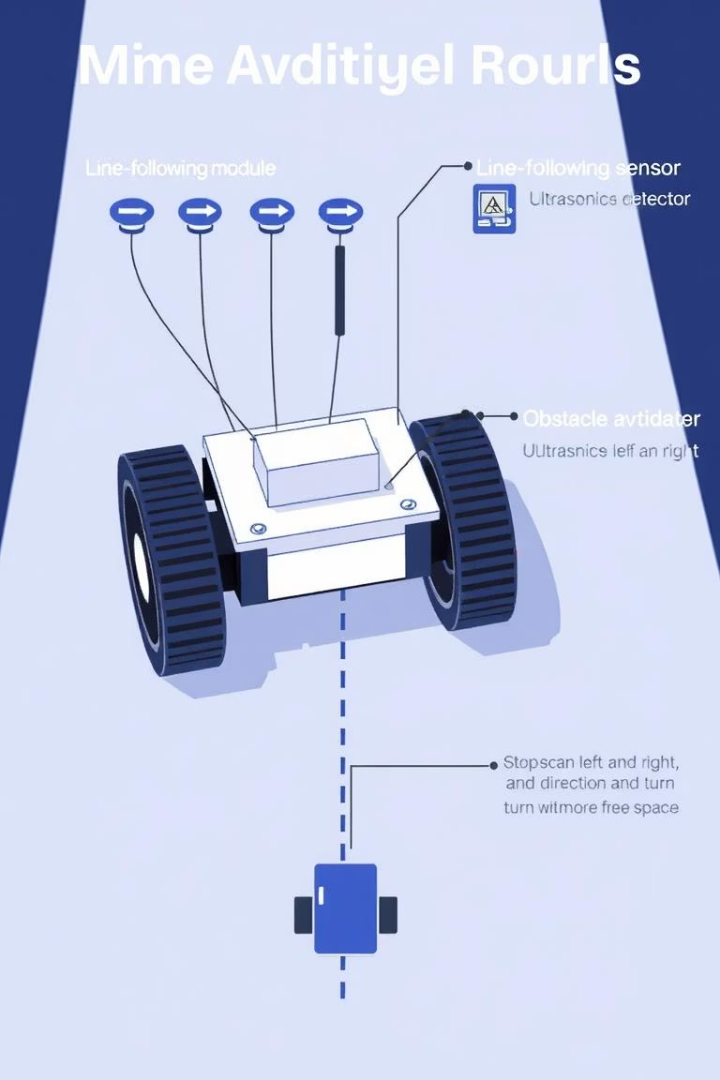 Mime Avditiyel Rourls
Line-following module
Line-following sensor
Ultrasonics detector
Obstacle avtidater
UUltrasnics leff an right
Stopscan left and right,
and direction and turn
turn witmore free space